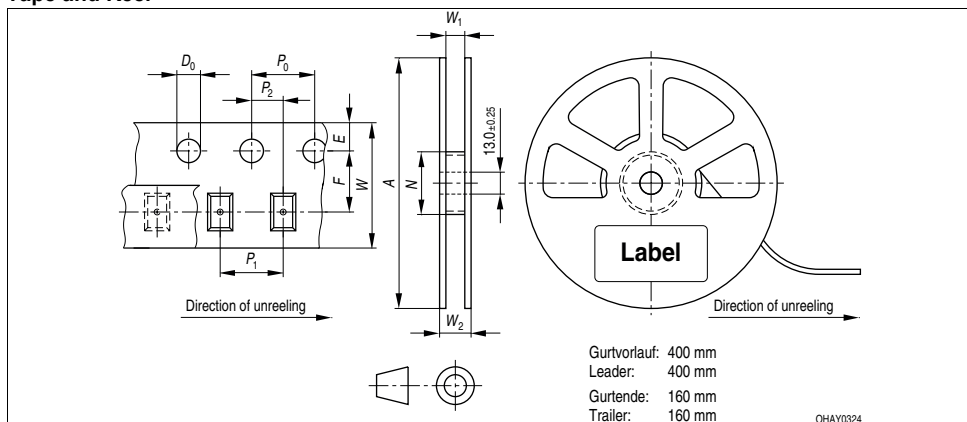 D₀
P₀
P₂
E
F
W
P₁
Direction of unreeling
W₁
A
N
13.0±0.25
W₂
Label
Direction of unreeling
Gurtvorlauf: 400 mm
Leader: 400 mm
Gurtende: 160 mm
Trailer: 160 mm
OHAY0324